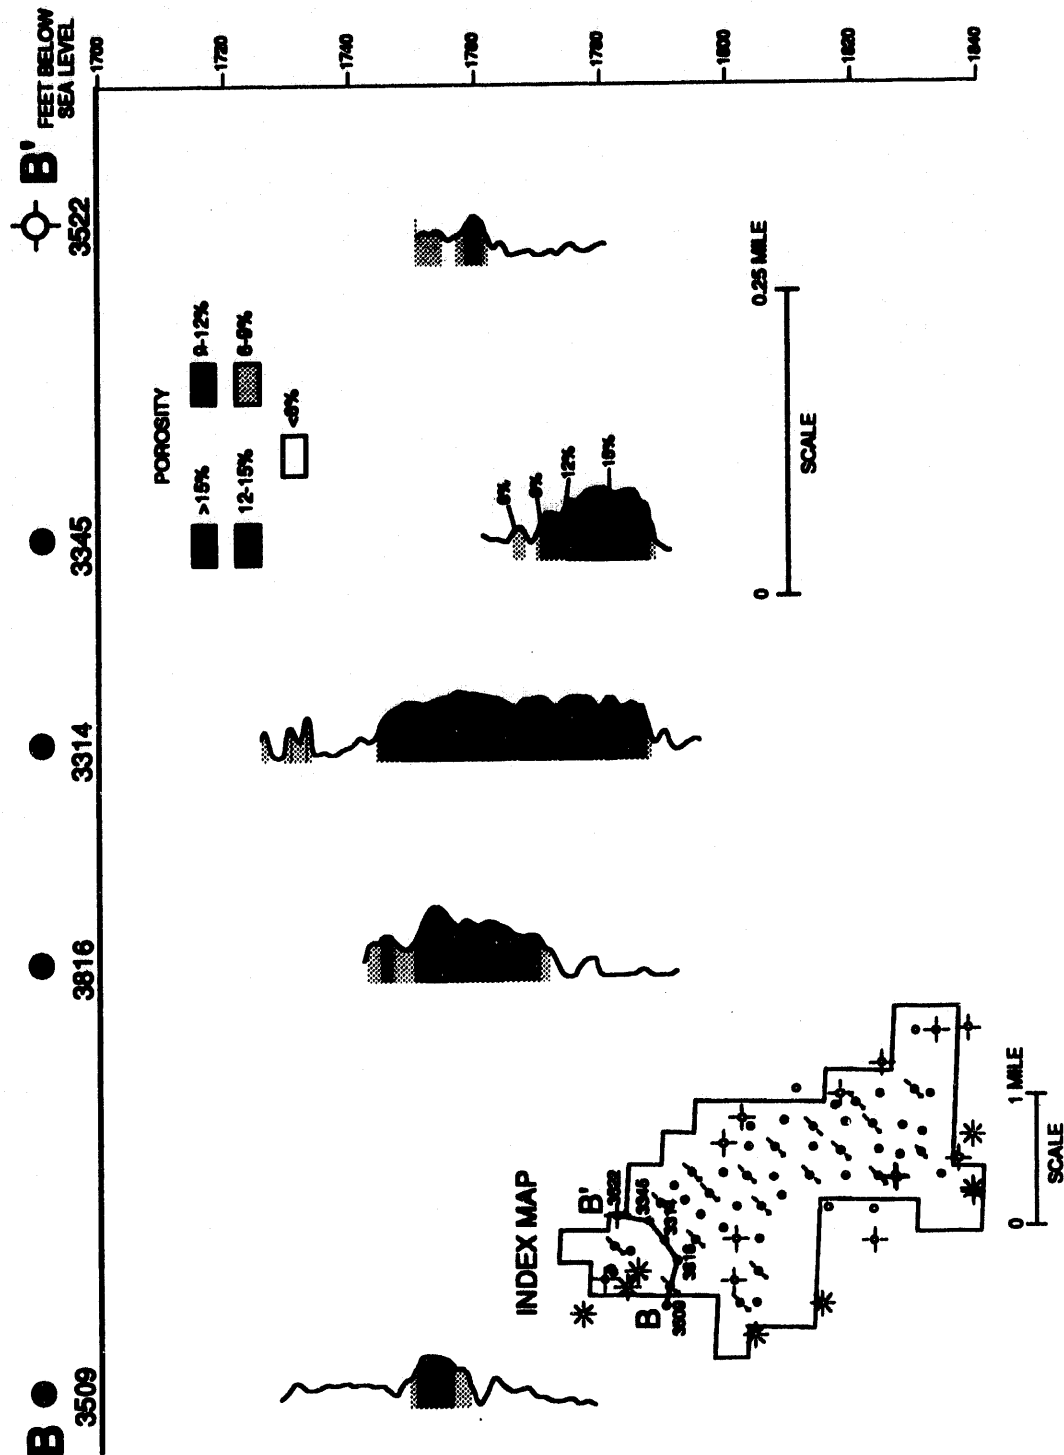 B
B'
FEET BELOW
SEA LEVEL
3509
3816
3314
3345
3522
1700
1720
1740
1760
1780
1800
1820
1840
POROSITY
>15%
9-12%
12-15%
6-9%
<6%
6%
9%
12%
15%
0
0.25 MILE
SCALE
INDEX MAP
B'
3522
3345
3314
3816
B
3509
0
1 MILE
SCALE